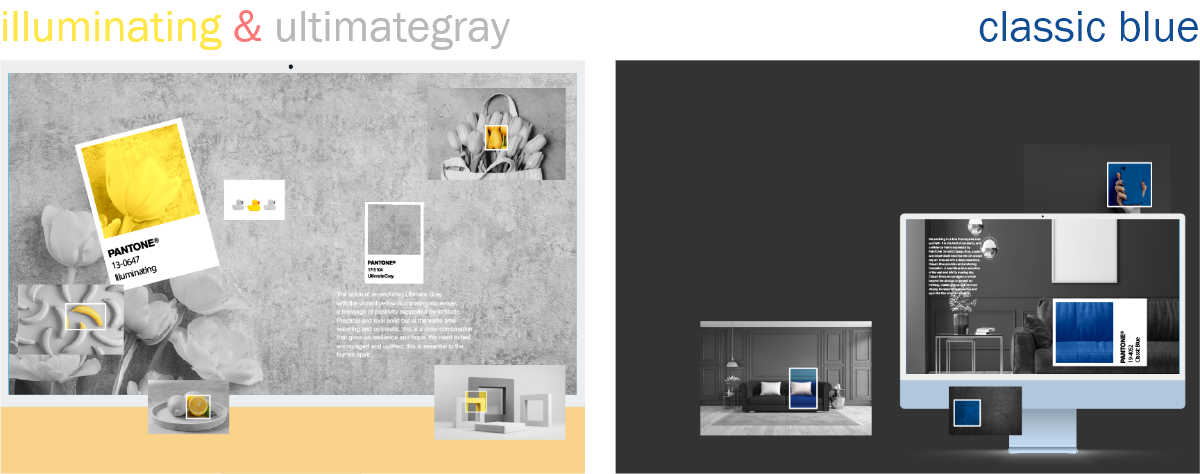 illuminating & ultimategray
classic blue
PANTONE®
13-0647
Illuminating
PANTONE®
17-5104
UltimateGray
The union of an enduring Ultimate Gray
with the vibrant yellow Illuminating expresses
a message of positivity supported by fortitude.
Practical and rock solid but at the same time
warming and optimistic, this is a color combination
that gives us resilience and hope. We need to feel
encouraged and uplifted; this is essential to the
human spirit
PANTONE®
19-4052
Classic Blue